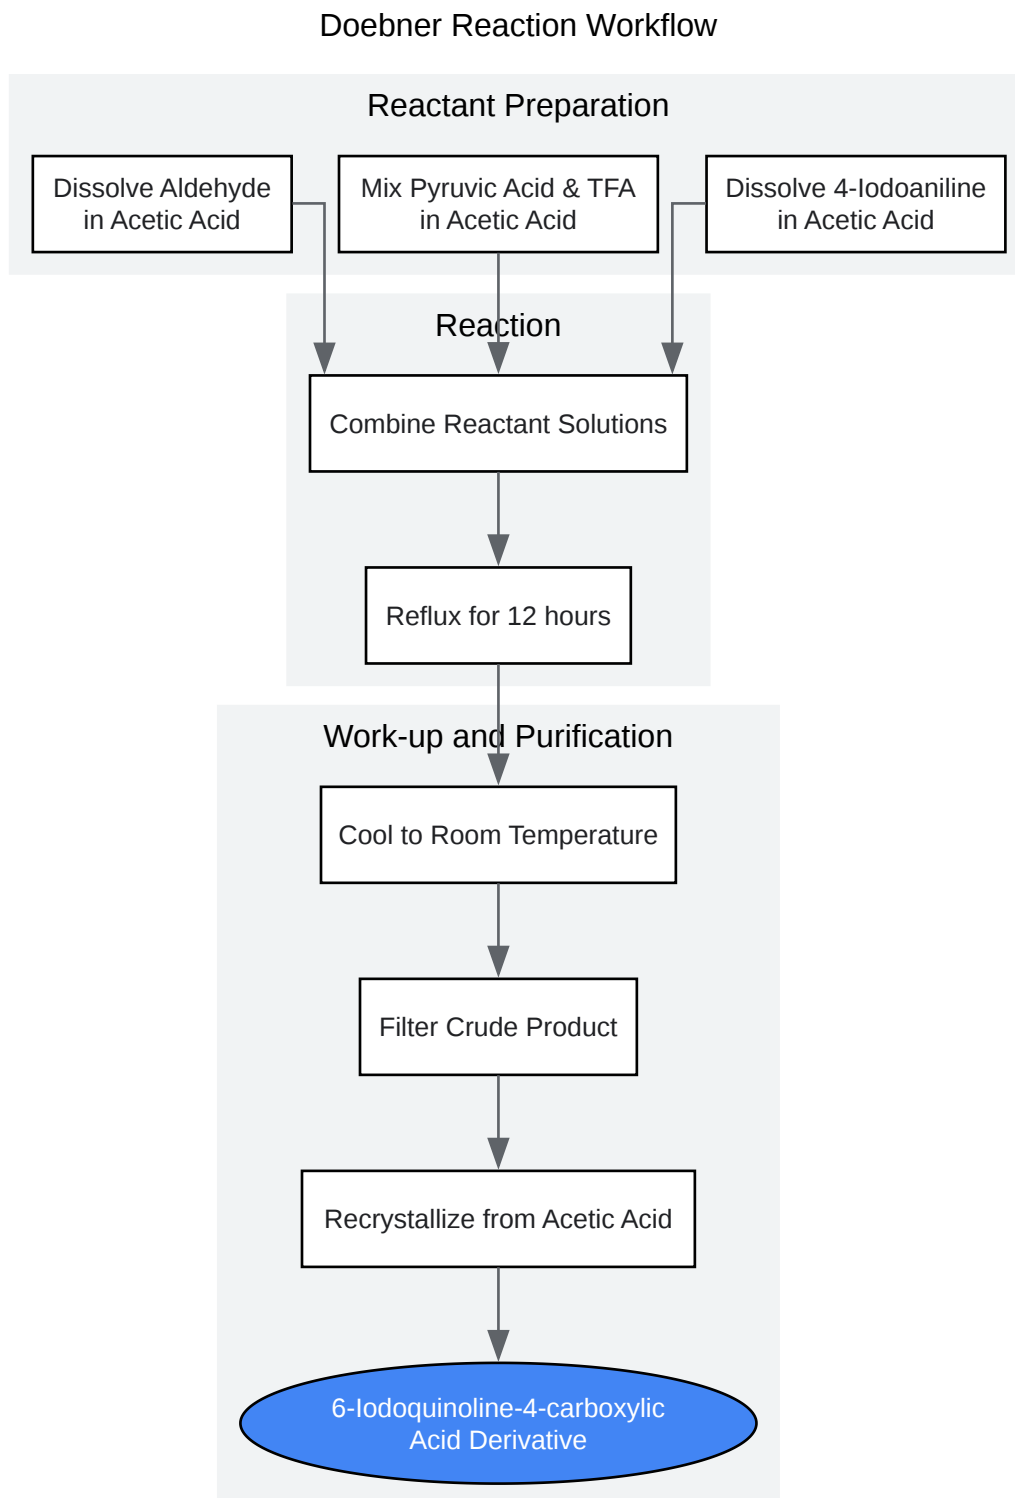 Doebner Reaction Workflow
Reactant Preparation
Dissolve Aldehyde
in Acetic Acid
Mix Pyruvic Acid & TFA
in Acetic Acid
Dissolve 4-Iodoaniline
in Acetic Acid
Reaction
Combine Reactant Solutions
Reflux for 12 hours
Work-up and Purification
Cool to Room Temperature
Filter Crude Product
Recrystallize from Acetic Acid
6-Iodoquinoline-4-carboxylic
Acid Derivative